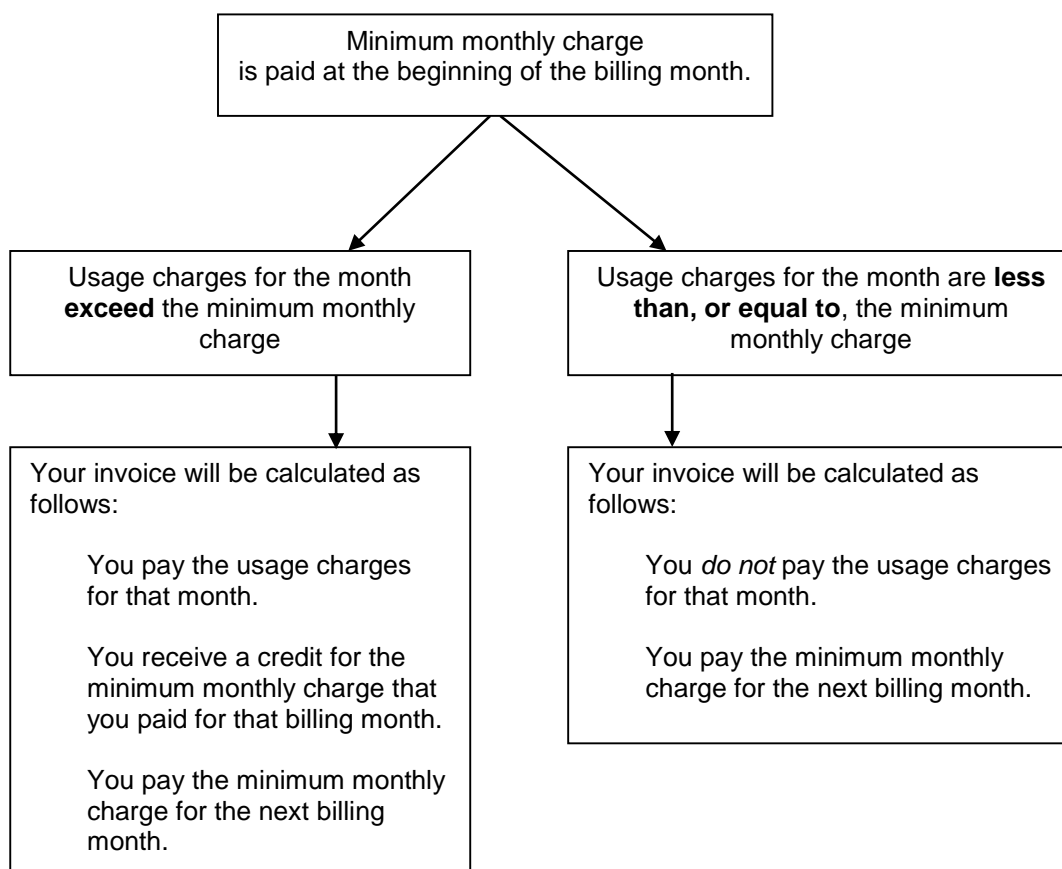 Minimum monthly charge
is paid at the beginning of the billing month.
Usage charges for the month
exceed the minimum monthly
charge
Usage charges for the month are less
than, or equal to, the minimum
monthly charge
Your invoice will be calculated as
follows:
You pay the usage charges
for that month.
You receive a credit for the
minimum monthly charge that
you paid for that billing month.
You pay the minimum monthly
charge for the next billing
month.
Your invoice will be calculated as
follows:
You do not pay the usage charges
for that month.
You pay the minimum monthly
charge for the next billing month.